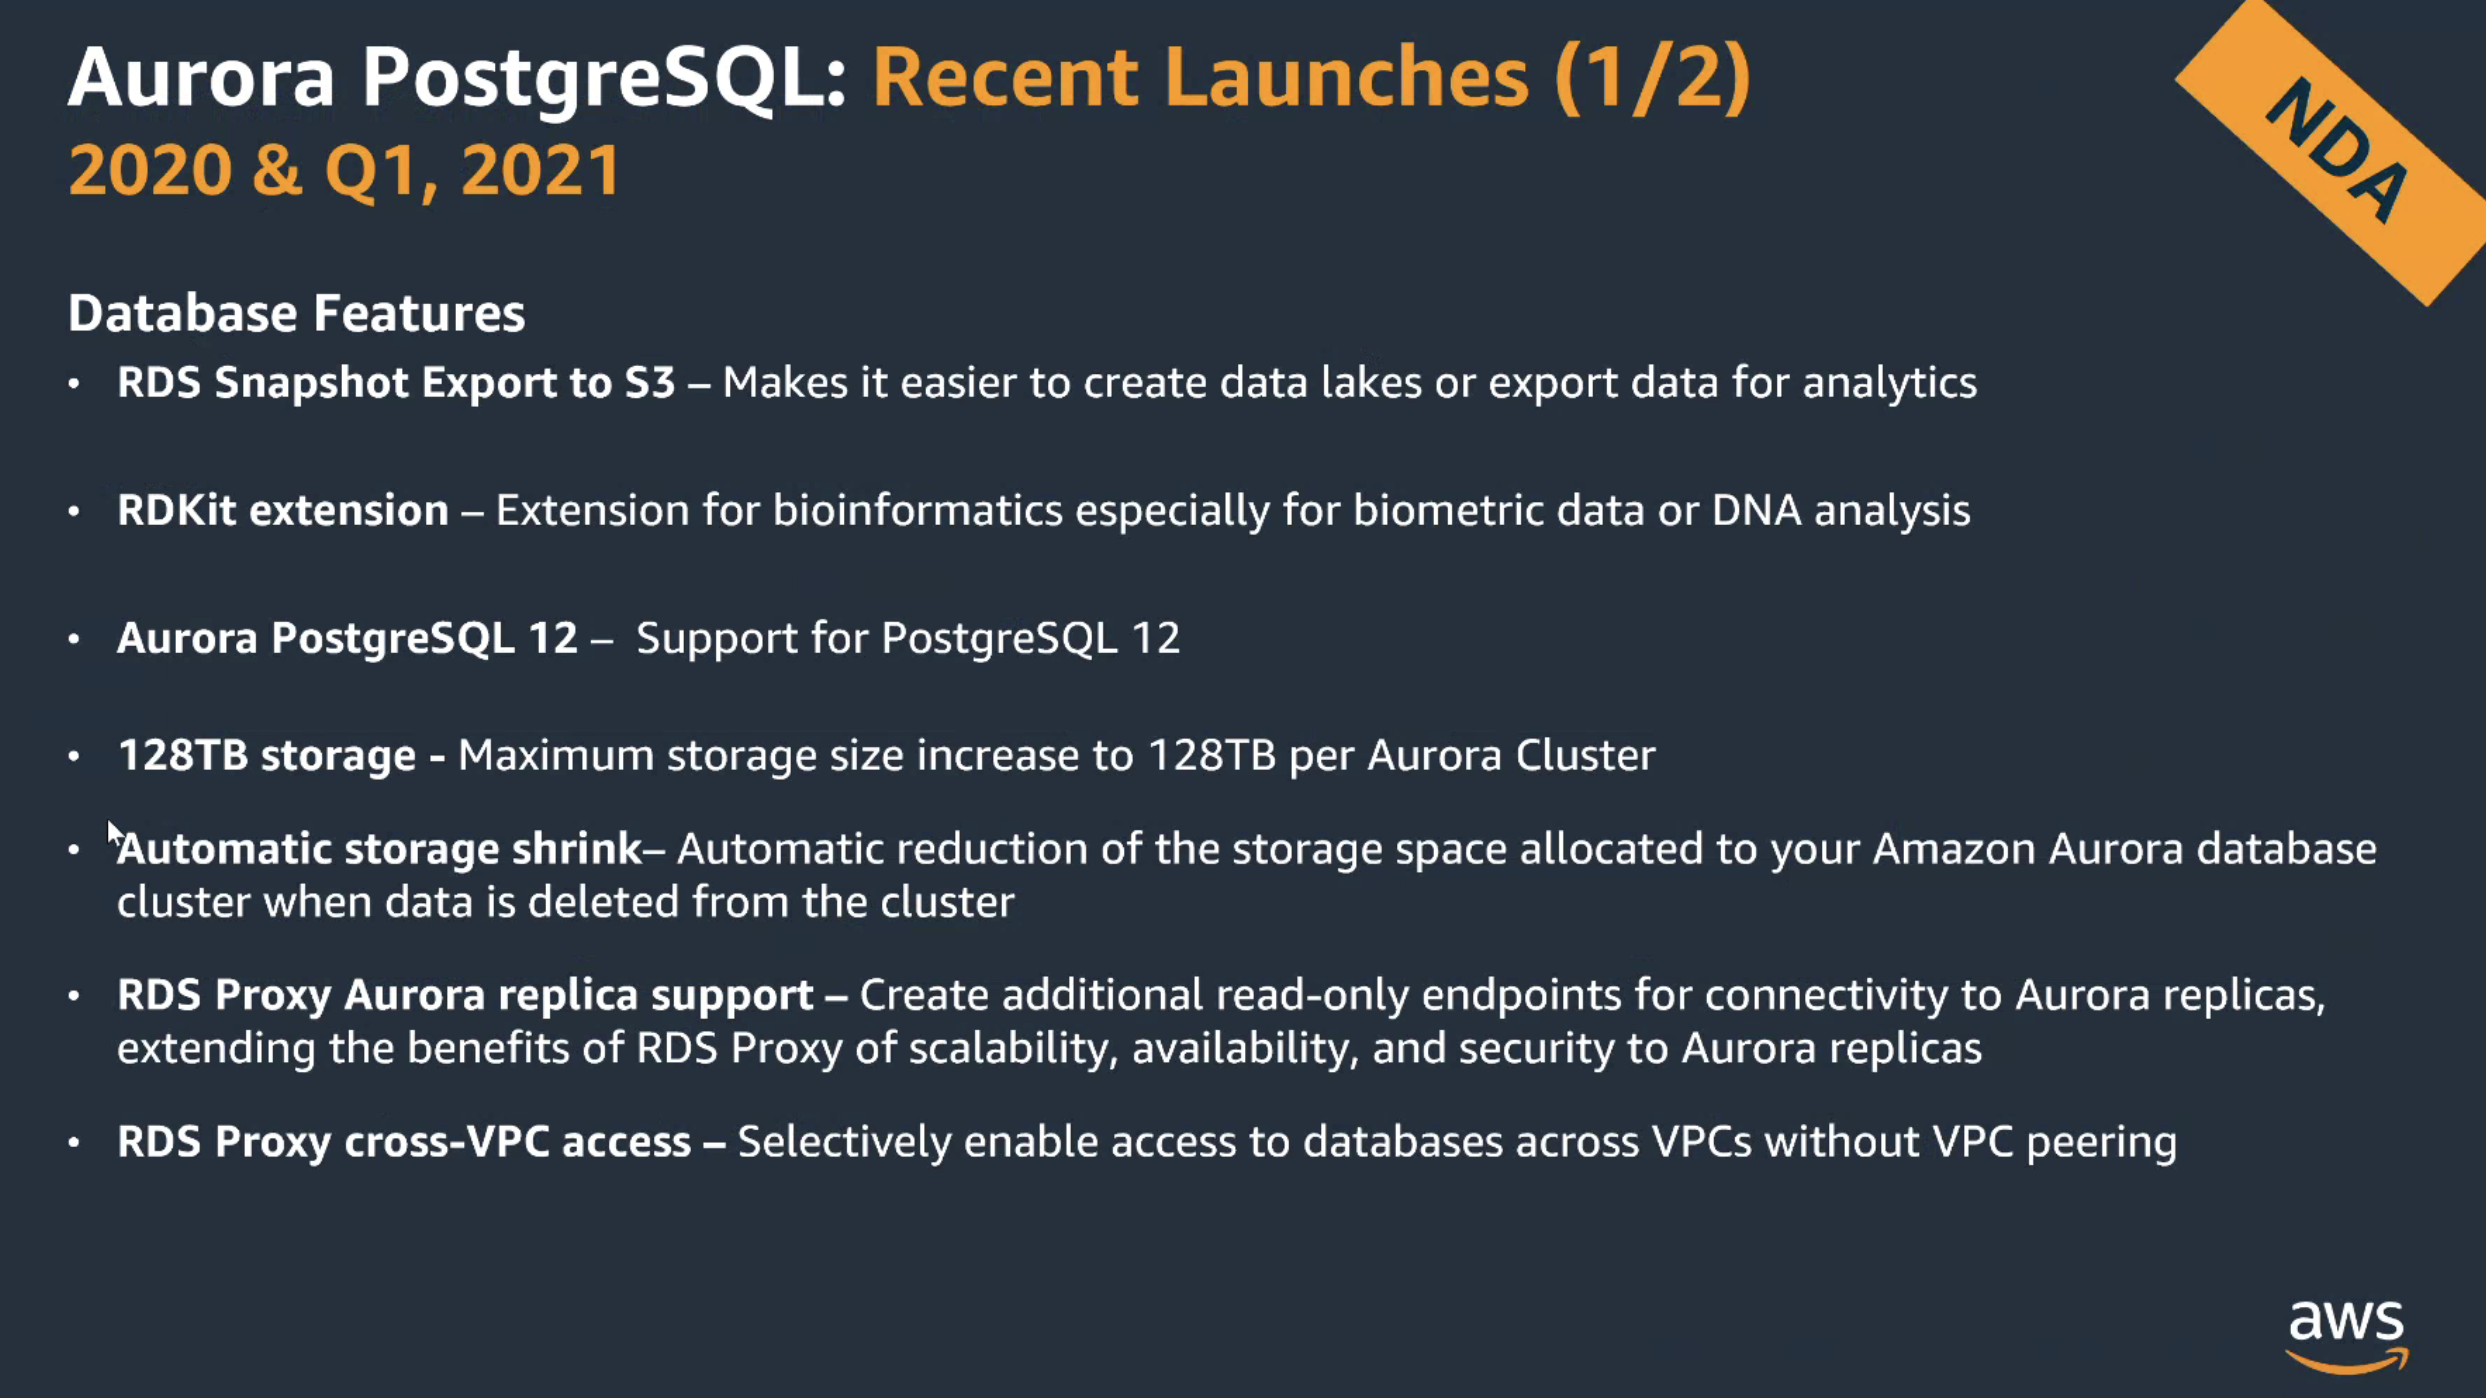 Aurora PostgreSQL: Recent Launches (1/2)
2020 & Q1, 2021
NDA
Database Features
• RDS Snapshot Export to S3 – Makes it easier to create data lakes or export data for analytics
• RDKit extension – Extension for bioinformatics especially for biometric data or DNA analysis
• Aurora PostgreSQL 12 – Support for PostgreSQL 12
• 128TB storage - Maximum storage size increase to 128TB per Aurora Cluster
• Automatic storage shrink– Automatic reduction of the storage space allocated to your Amazon Aurora database
cluster when data is deleted from the cluster
• RDS Proxy Aurora replica support – Create additional read-only endpoints for connectivity to Aurora replicas,
extending the benefits of RDS Proxy of scalability, availability, and security to Aurora replicas
• RDS Proxy cross-VPC access – Selectively enable access to databases across VPCs without VPC peering
aws